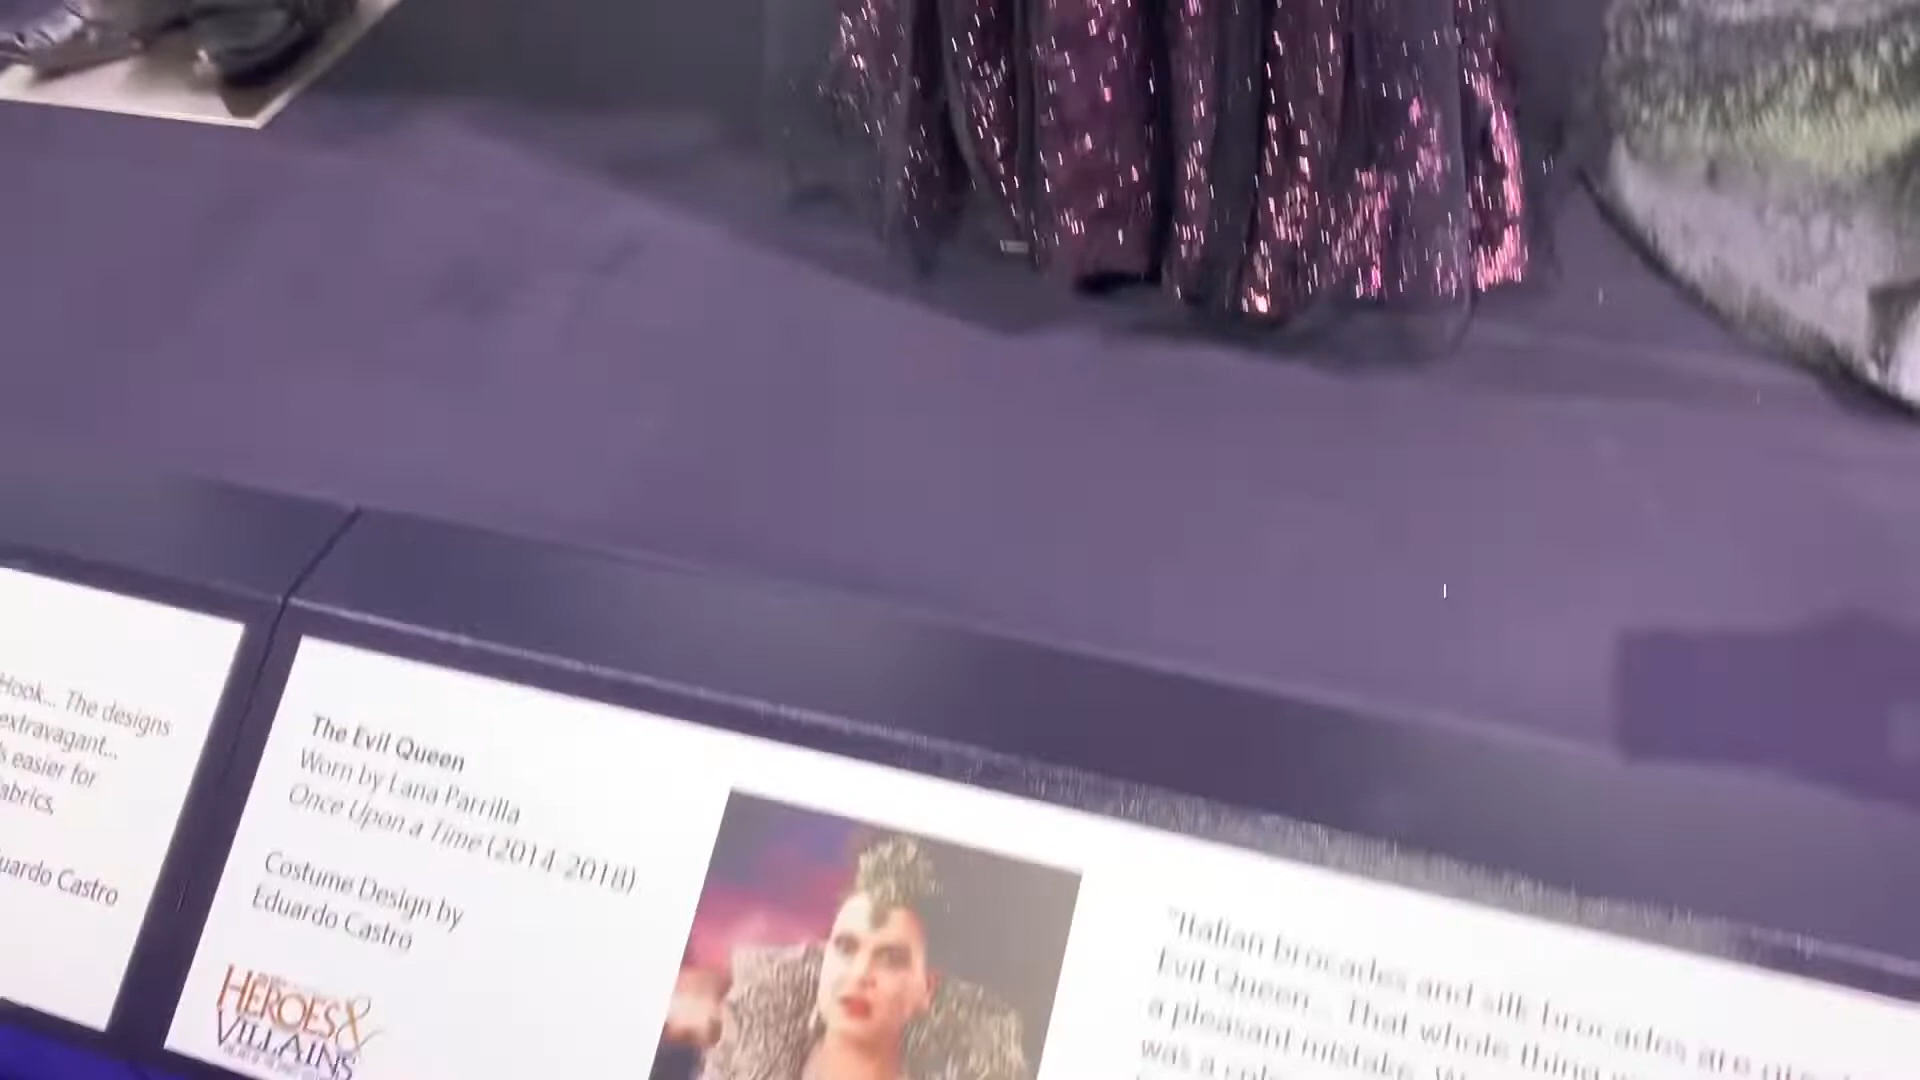 Hook... The designs
extravagant...
easier for
fabrics.
Eduardo Castro
The Evil Queen
Worn by Lana Parrilla
Once Upon a Time (2014-2018)
Costume Design by
Eduardo Castro
HEROES &
VILLAINS
"Italian brocades and silk brocades are
Evil Queen... That whole thing
a pleasant mistake.
was a